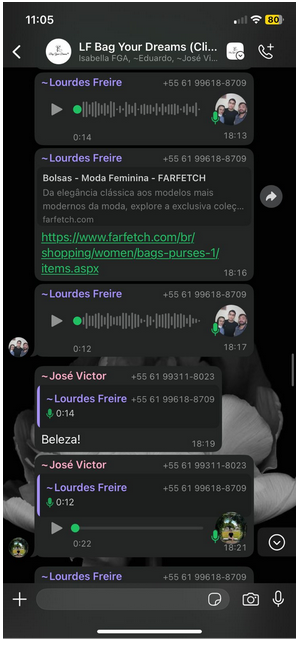 11:05
80
LF Bag Your Dreams (Cli...
Isabella FGA, ~Eduardo, ~José Vi...
~Lourdes Freire +55 61 99618-8709
0:14 18:13
~Lourdes Freire +55 61 99618-8709
Bolsas - Moda Feminina - FARFETCH
Da elegância clássica aos modelos mais
modernos da moda, explore a exclusiva coleç...
farfetch.com
https://www.farfetch.com/br/
shopping/women/bags-purses-1/
items.aspx
18:16
~Lourdes Freire +55 61 99618-8709
0:12 18:17
~José Victor +55 61 99311-8023
~Lourdes Freire +55 61 99618-8709
0:14
Beleza!
18:19
~José Victor +55 61 99311-8023
~Lourdes Freire +55 61 99618-8709
0:12
0:22 18:21
~Lourdes Freire +55 61 99618-8709